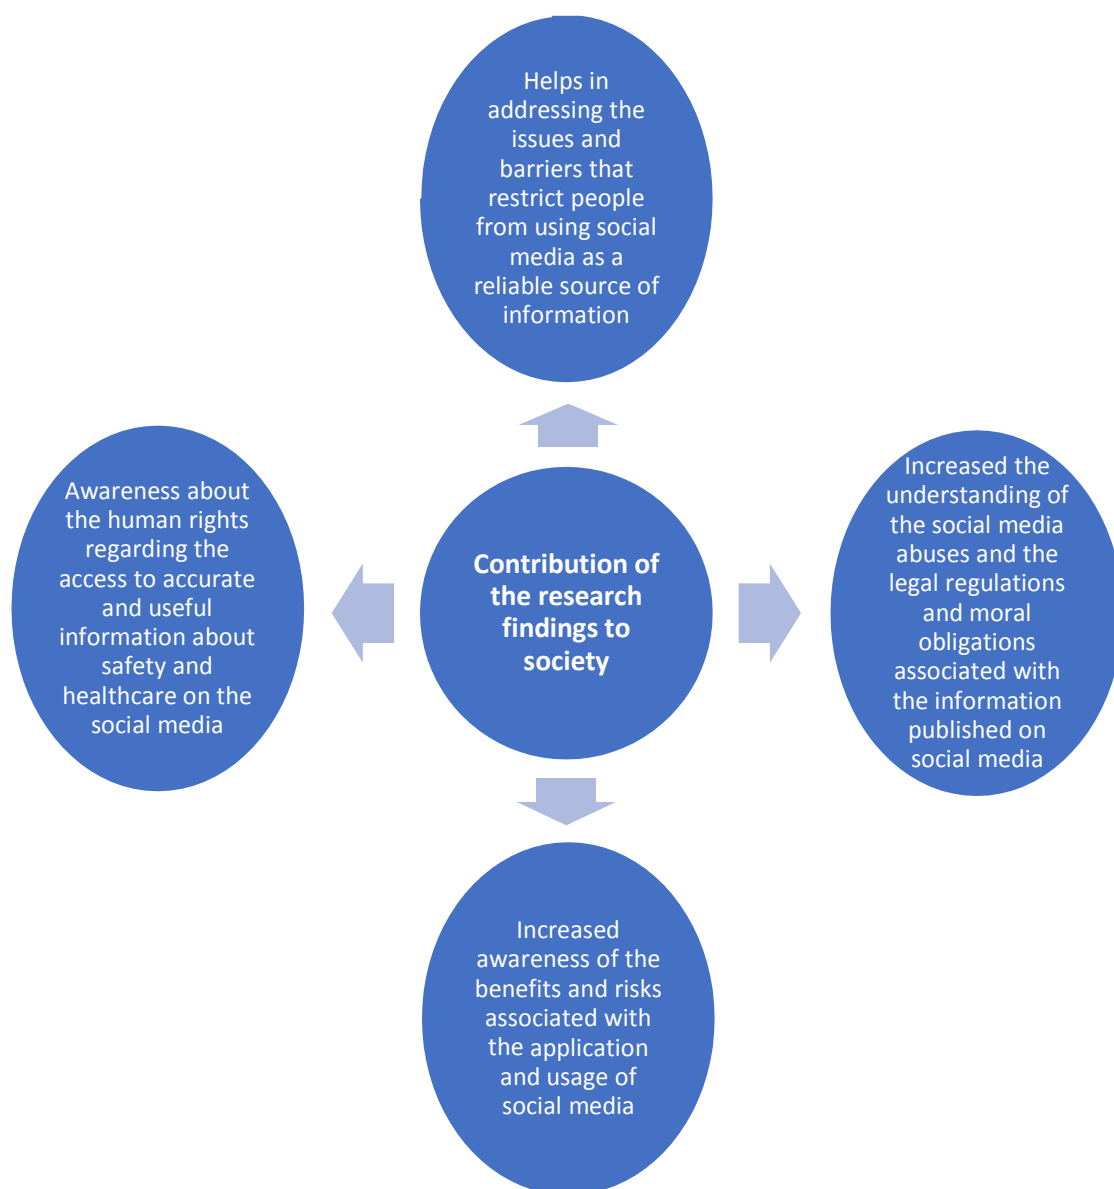 Helps in
addressing the
issues and
barriers that
restrict people
from using social
media as a
reliable source of
information
Awareness about
the human rights
regarding the
access to accurate
and useful
information about
safety and
healthcare on the
social media
Contribution of
the research
findings to
society
Increased the
understanding of
the social media
abuses and the
legal regulations
and moral
obligations
associated with
the information
published on
social media
Increased
awareness of the
benefits and risks
associated with
the application
and usage of
social media